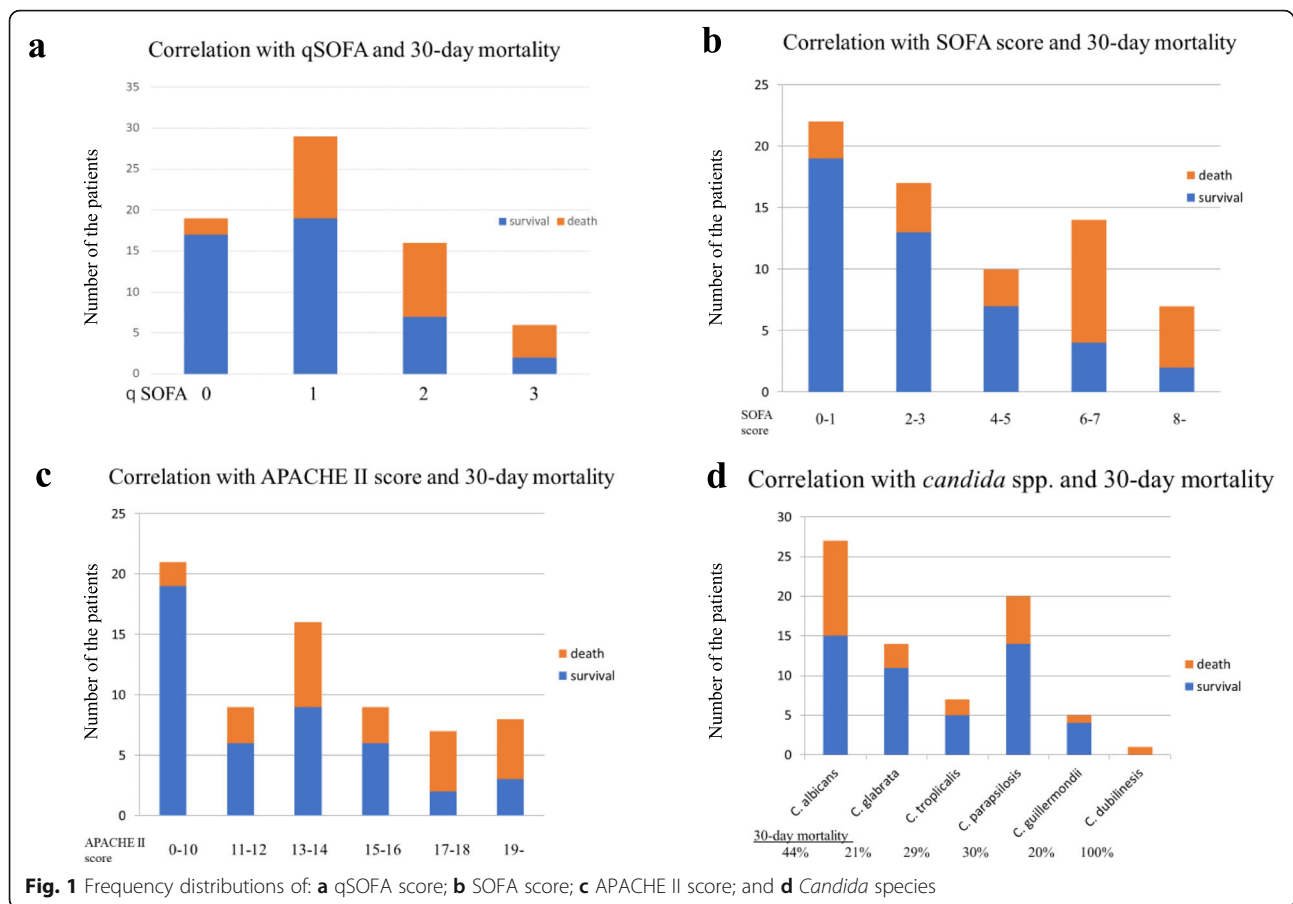 a
Correlation with qSOFA and 30-day mortality
Number of the patients
35
30
25
20
15
10
5
0
survival death
q SOFA 0 1 2 3
b
Correlation with SOFA score and 30-day mortality
Number of the patients
25
20
15
10
5
0
death
survival
SOFA
score
0-1 2-3 4-5 6-7 8-
c
Correlation with APACHE II score and 30-day mortality
Number of the patients
25
20
15
10
5
0
death
survival
APACHE II
score
0-10 11-12 13-14 15-16 17-18 19-
d
Correlation with candida spp. and 30-day mortality
Number of the patients
30
25
20
15
10
5
0
death
survival
C. albicans
C. glabrata
C. troplicalis
C. parapsilosis
C. guillermondii
C. dubilinesis
30-day mortality
44% 21% 29% 30% 20% 100%
Fig. 1 Frequency distributions of: a qSOFA score; b SOFA score; c APACHE II score; and d Candida species